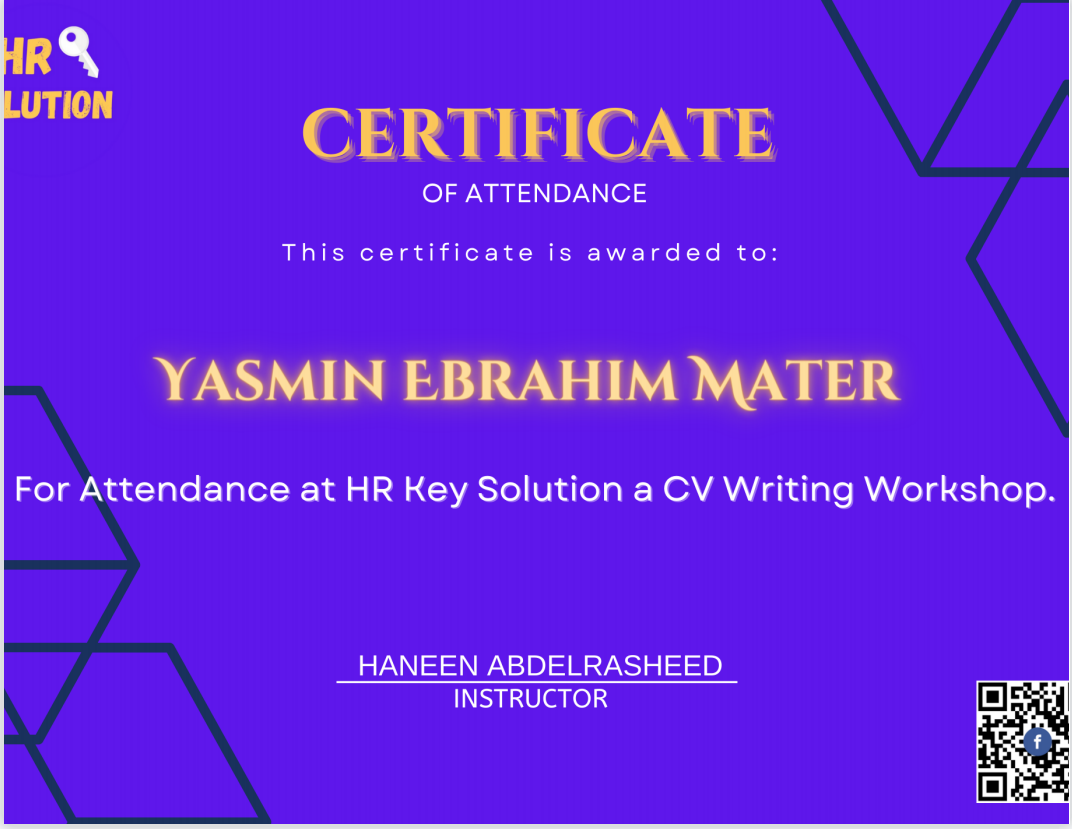 HR
LUTION
CERTIFICATE
OF ATTENDANCE
This certificate is awarded to:
Yasmin Ebrahim Mater
For Attendance at HR Key Solution a CV Writing Workshop.
HANEEN ABDELRASHEED
INSTRUCTOR
f